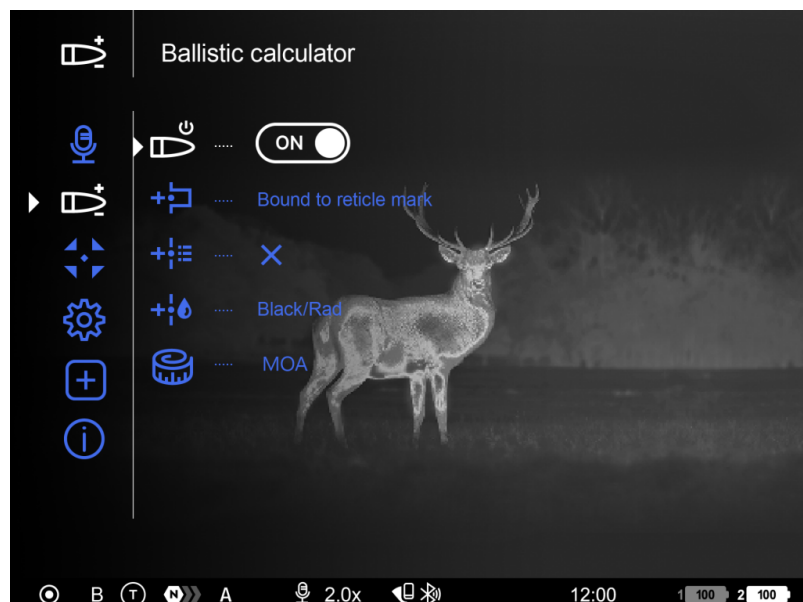 Ballistic calculator
ON
Bound to reticle mark
Black/Rad
MOA
B T N A 2.0x 12:00 1 100 2 100